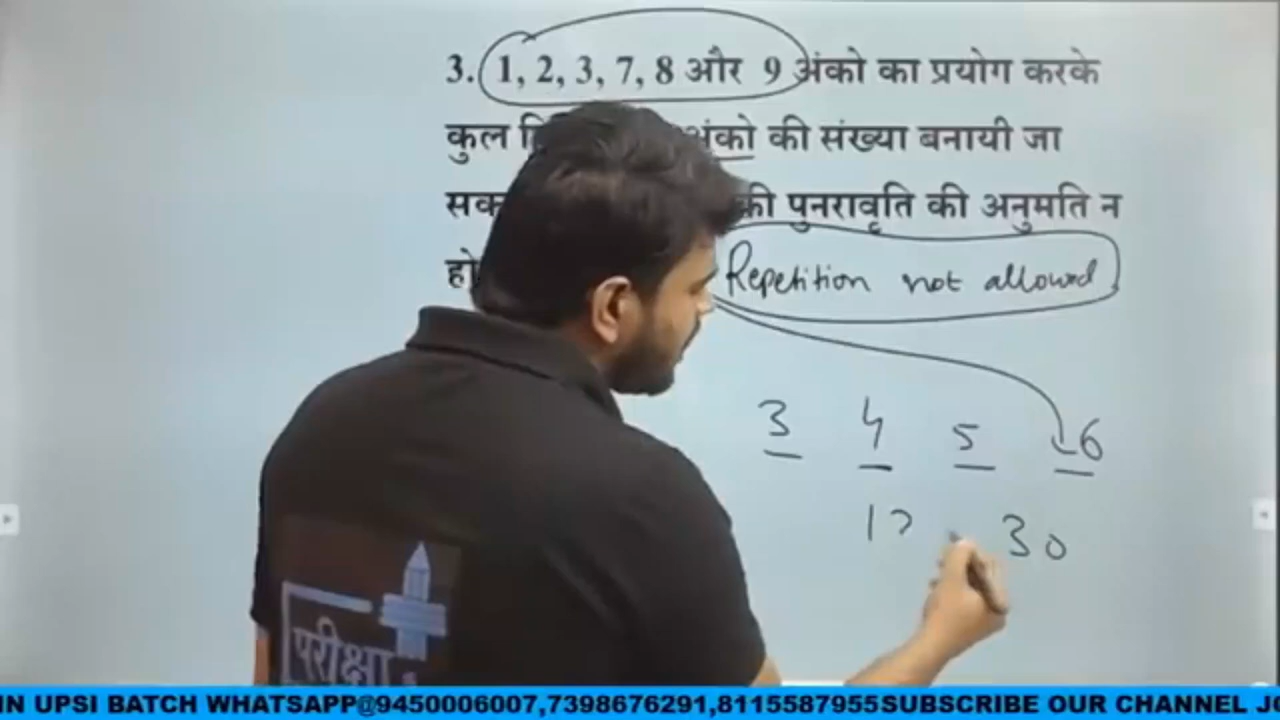 3. 1, 2, 3, 7, 8 और 9 अंको का प्रयोग करके
कुल अंको की संख्या बनायी जा
की पुनरावृति की अनुमति न
हो
Repetition not allowed
3 4 5 6
12 30
परीक्षा
IN UPSI BATCH WHATSAPP@9450006007,7398676291,8115587955SUBSCRIBE OUR CHANNEL